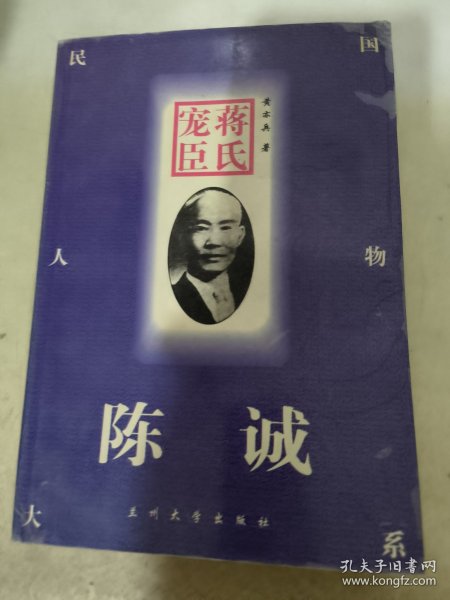 民国人物大系
黄亦兵 著
蒋氏
宠臣
陈诚
兰州大学出版社
孔夫子旧书网
www.kongfz.com